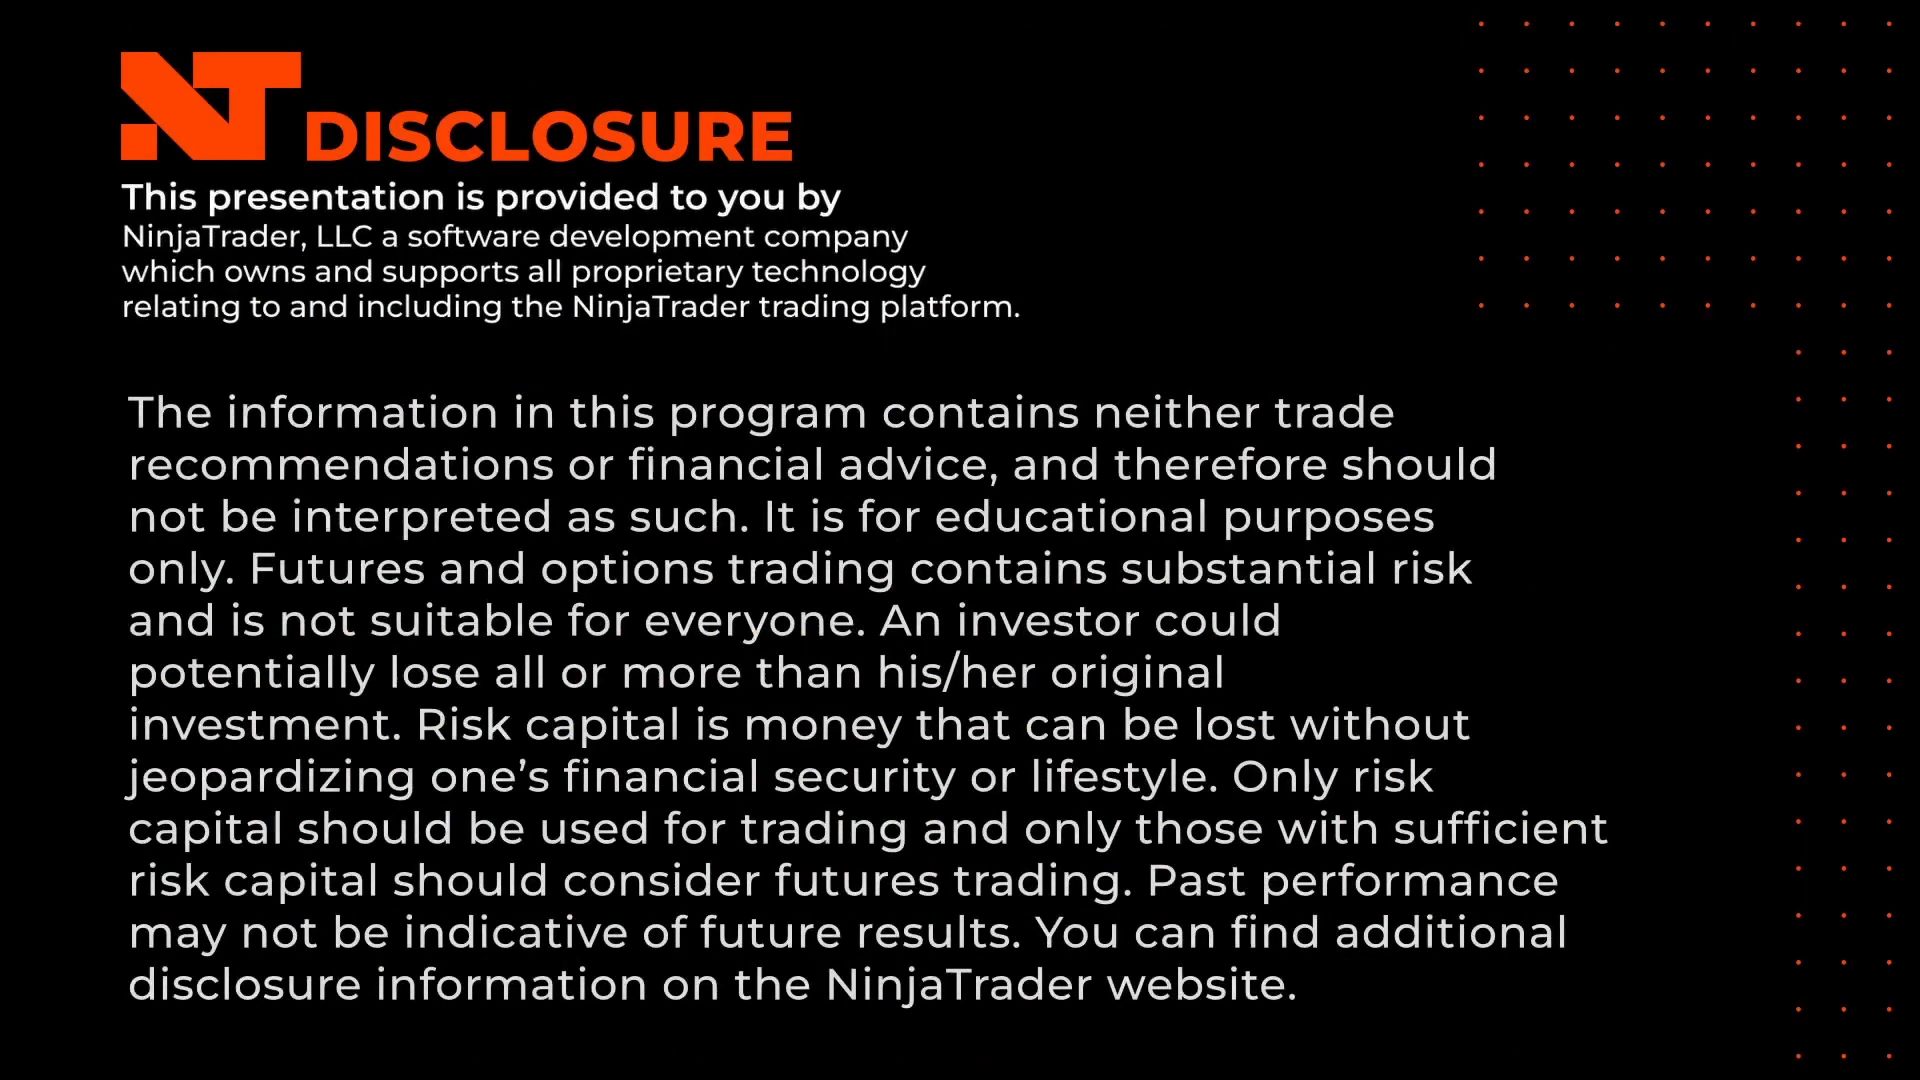 NT DISCLOSURE
This presentation is provided to you by
NinjaTrader, LLC a software development company
which owns and supports all proprietary technology
relating to and including the NinjaTrader trading platform.
The information in this program contains neither trade
recommendations or financial advice, and therefore should
not be interpreted as such. It is for educational purposes
only. Futures and options trading contains substantial risk
and is not suitable for everyone. An investor could
potentially lose all or more than his/her original
investment. Risk capital is money that can be lost without
jeopardizing one’s financial security or lifestyle. Only risk
capital should be used for trading and only those with sufficient
risk capital should consider futures trading. Past performance
may not be indicative of future results. You can find additional
disclosure information on the NinjaTrader website.